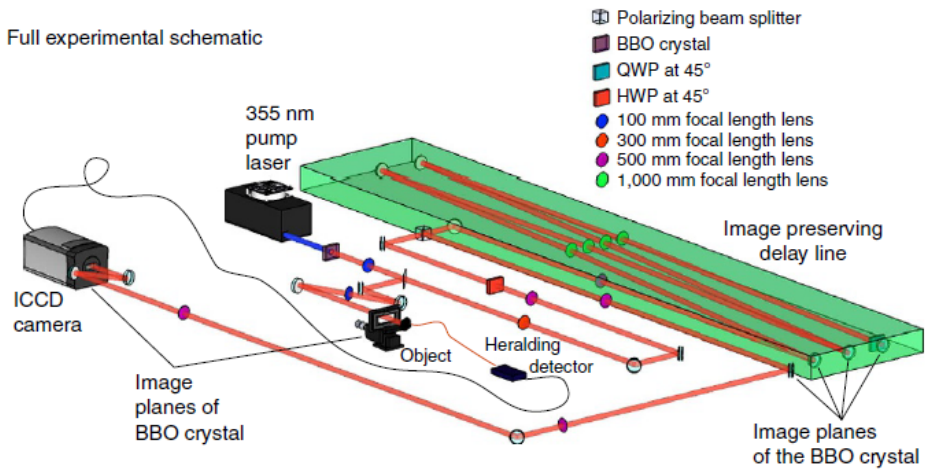 Full experimental schematic
Polarizing beam splitter
BBO crystal
QWP at 45°
HWP at 45°
100 mm focal length lens
300 mm focal length lens
500 mm focal length lens
1,000 mm focal length lens
355 nm
pump
laser
Image preserving
delay line
ICCD
camera
Object
Heralding
detector
Image
planes of
BBO crystal
Image planes
of the BBO crystal